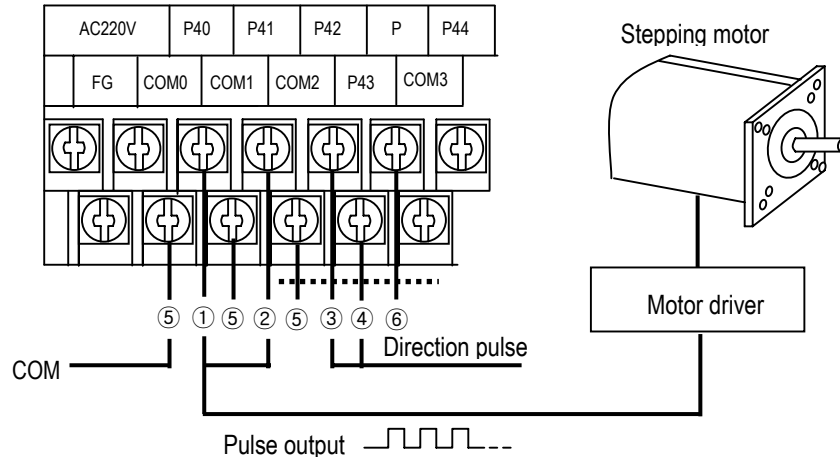 AC220V P40 P41 P42 P P44
FG COM0 COM1 COM2 P43 COM3
Stepping motor
Motor driver
⑤ ① ⑤ ② ⑤ ③ ④ ⑥
Direction pulse
COM
Pulse output